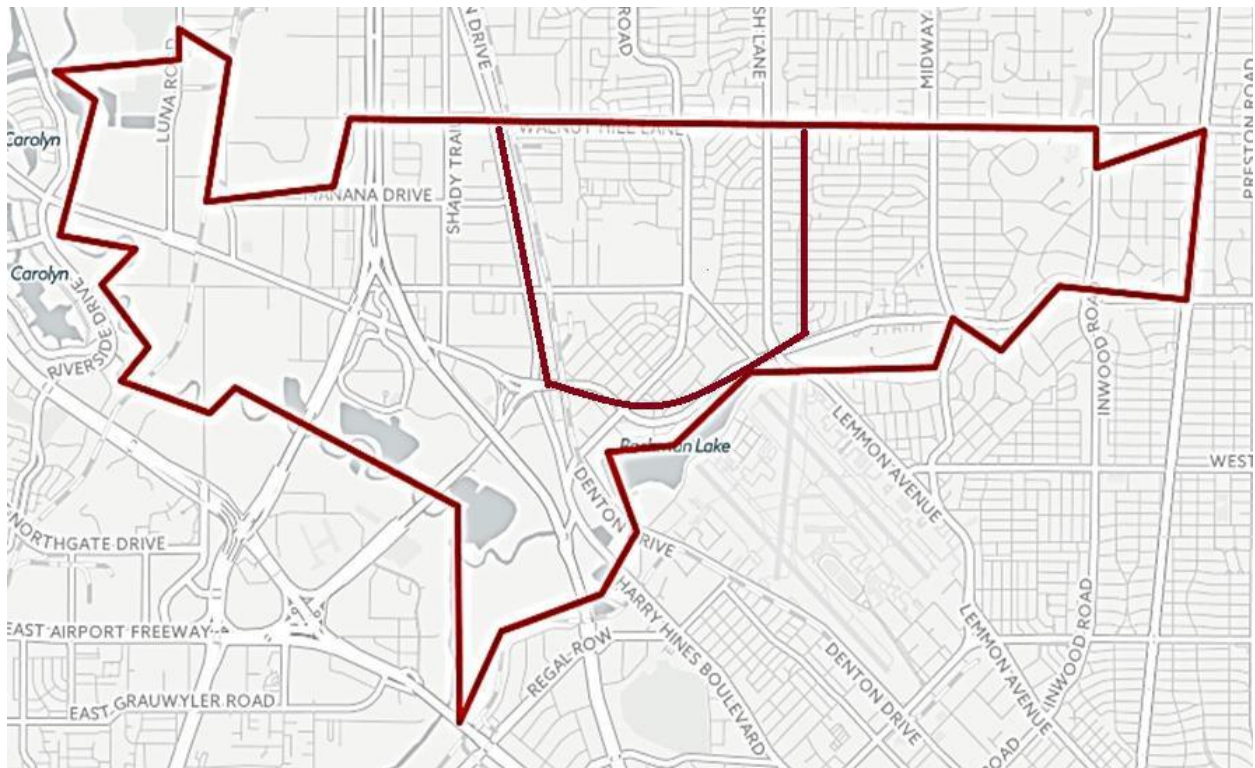 N DRIVE
ROAD
SH LANE
MIDWAY
PRESTON ROAD
LUNA ROAD
Carolyn
WALNUT HILL LANE
SHADY TRAIL
MANANA DRIVE
Carolyn
RIVERSIDE DRIVE
INWOOD ROAD
LEMMON AVENUE
Bachman Lake
WEST
DENTON DRIVE
NORTHGATE DRIVE
HARRY HINES BOULEVARD
EAST AIRPORT FREEWAY
REGAL ROW
LEMMON AVENUE
INWOOD ROAD
DENTON DRIVE
EAST GRAUWYLER ROAD
ROAD